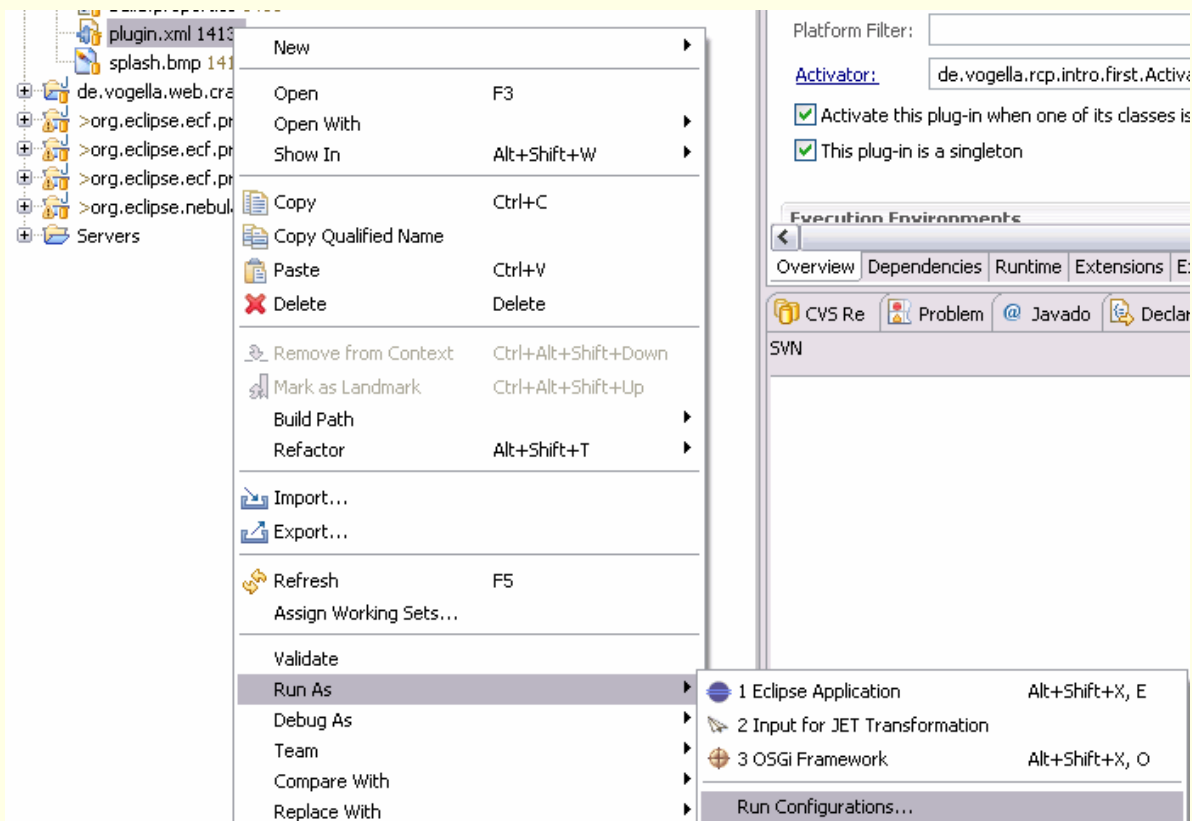 plugin.xml 1413
splash.bmp 141
de.vogella.web.cra
>org.eclipse.ecf.pr
>org.eclipse.ecf.pr
>org.eclipse.ecf.pr
>org.eclipse.nebul
Servers
New
Open F3
Open With
Show In Alt+Shift+W
Copy Ctrl+C
Copy Qualified Name
Paste Ctrl+V
Delete Delete
Remove from Context Ctrl+Alt+Shift+Down
Mark as Landmark Ctrl+Alt+Shift+Up
Build Path
Refactor Alt+Shift+T
Import...
Export...
Refresh F5
Assign Working Sets...
Validate
Run As
Debug As
Team
Compare With
Replace With
1 Eclipse Application Alt+Shift+X, E
2 Input for JET Transformation
3 OSGi Framework Alt+Shift+X, O
Run Configurations...
Platform Filter:
Activator: de.vogella.rcp.intro.first.Activa
Activate this plug-in when one of its classes is
This plug-in is a singleton
Execution Environments
Overview Dependencies Runtime Extensions
CVS Re Problem Javado Declar
SVN